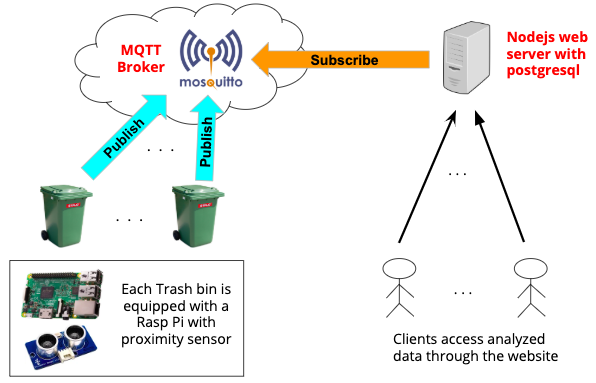 MQTT
Broker
mosquitto
Subscribe
Nodejs web
server with
postgresql
Publish
Publish
. . .
. . .
. . .
. . .
Each Trash bin is
equipped with a
Rasp Pi with
proximity sensor
Clients access analyzed
data through the website